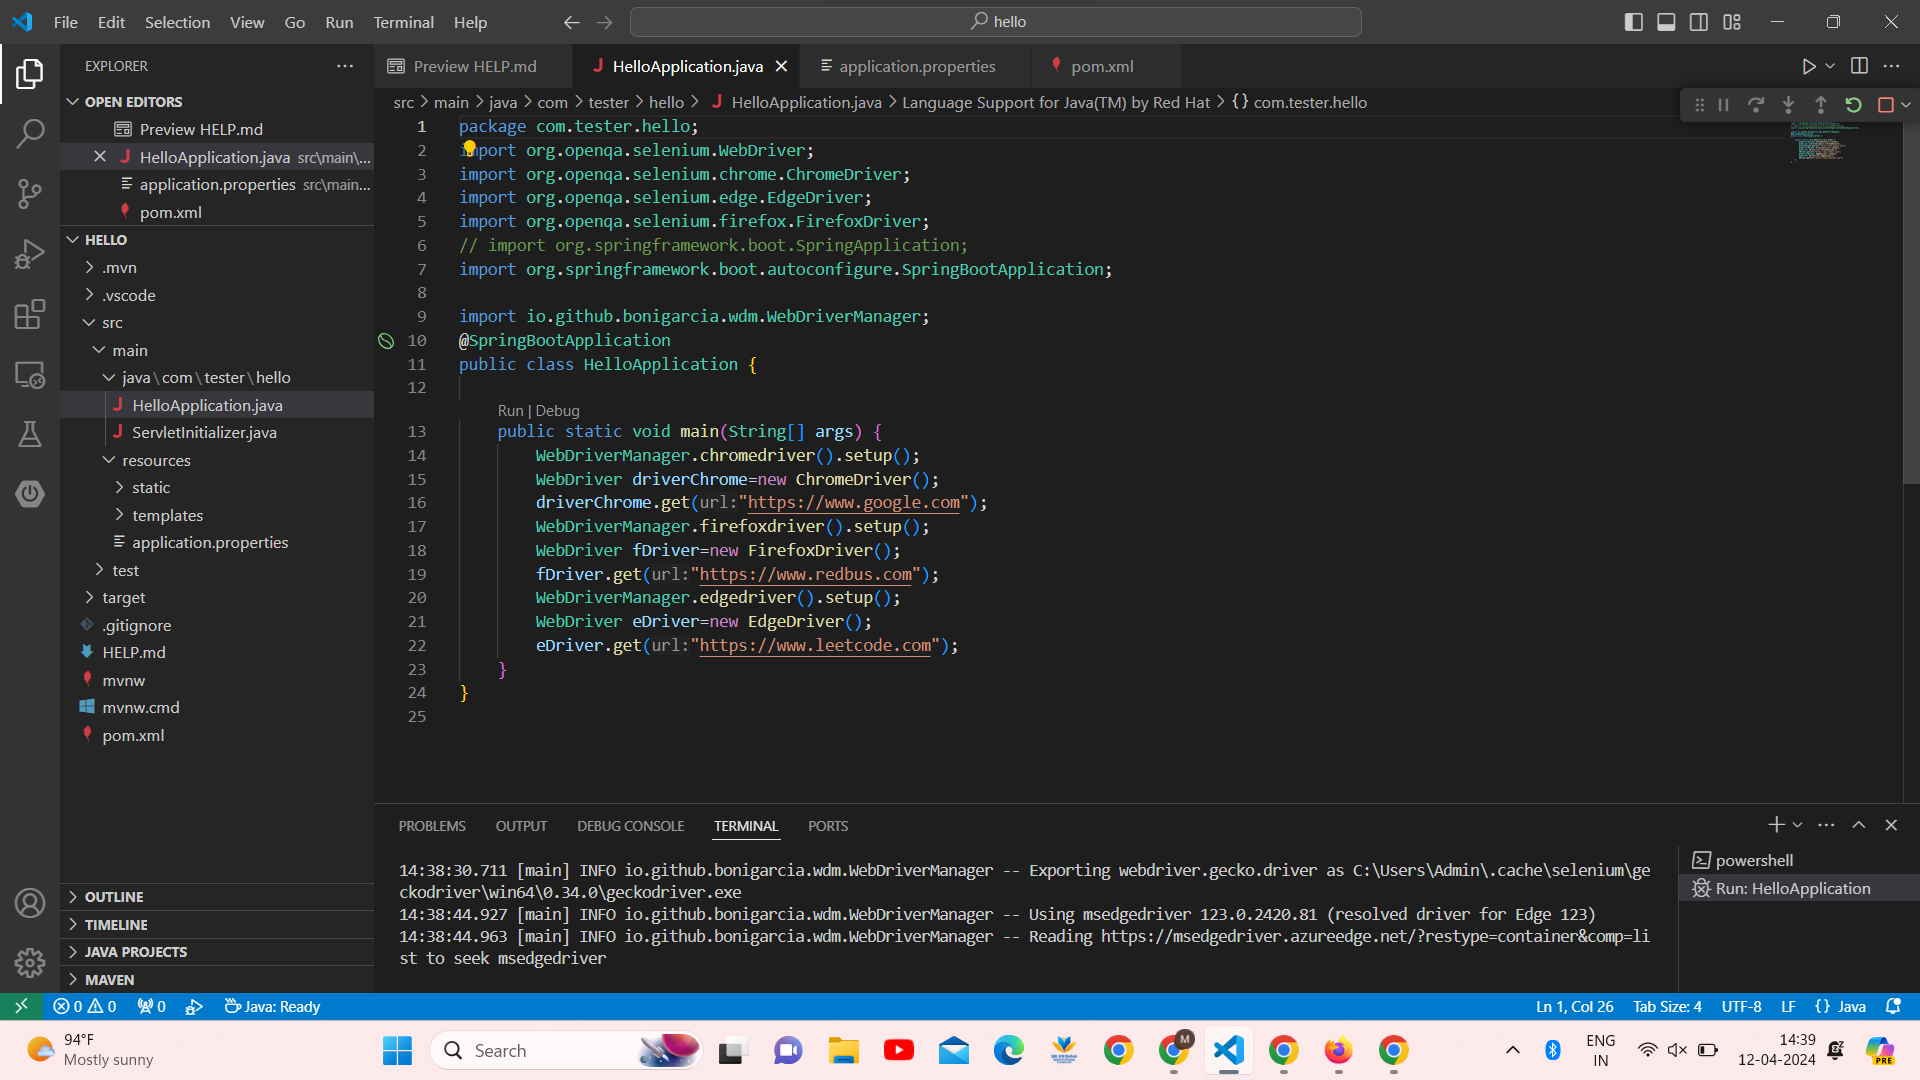 File Edit Selection View Go Run Terminal Help
hello
EXPLORER
OPEN EDITORS
Preview HELP.md
HelloApplication.java src\main\...
application.properties src\main...
pom.xml
HELLO
.mvn
.vscode
src
main
java\com\tester\hello
HelloApplication.java
ServletInitializer.java
resources
static
templates
application.properties
test
target
.gitignore
HELP.md
mvnw
mvnw.cmd
pom.xml
OUTLINE
TIMELINE
JAVA PROJECTS
MAVEN
Preview HELP.md HelloApplication.java application.properties pom.xml
src > main > java > com > tester > hello > HelloApplication.java > Language Support for Java(TM) by Red Hat > {} com.tester.hello
1 package com.tester.hello;
2 import org.openqa.selenium.WebDriver;
3 import org.openqa.selenium.chrome.ChromeDriver;
4 import org.openqa.selenium.edge.EdgeDriver;
5 import org.openqa.selenium.firefox.FirefoxDriver;
6 // import org.springframework.boot.SpringApplication;
7 import org.springframework.boot.autoconfigure.SpringBootApplication;
8
9 import io.github.bonigarcia.wdm.WebDriverManager;
10 @SpringBootApplication
11 public class HelloApplication {
12
Run | Debug
13 public static void main(String[] args) {
14 WebDriverManager.chromedriver().setup();
15 WebDriver driverChrome=new ChromeDriver();
16 driverChrome.get(url:"https://www.google.com");
17 WebDriverManager.firefoxdriver().setup();
18 WebDriver fDriver=new FirefoxDriver();
19 fDriver.get(url:"https://www.redbus.com");
20 WebDriverManager.edgedriver().setup();
21 WebDriver eDriver=new EdgeDriver();
22 eDriver.get(url:"https://www.leetcode.com");
23 }
24 }
25
PROBLEMS OUTPUT DEBUG CONSOLE TERMINAL PORTS
14:38:30.711 [main] INFO io.github.bonigarcia.wdm.WebDriverManager -- Exporting webdriver.gecko.driver as C:\Users\Admin\.cache\selenium\ge
ckodriver\win64\0.34.0\geckodriver.exe
14:38:44.927 [main] INFO io.github.bonigarcia.wdm.WebDriverManager -- Using msedgedriver 123.0.2420.81 (resolved driver for Edge 123)
14:38:44.963 [main] INFO io.github.bonigarcia.wdm.WebDriverManager -- Reading https://msedgedriver.azureedge.net/?restype=container&comp=li
st to seek msedgedriver
powershell
Run: HelloApplication
0 0 0 Java: Ready Ln 1, Col 26 Tab Size: 4 UTF-8 LF {} Java
94°F
Mostly sunny
Search
M
ENG
IN
14:39
12-04-2024
PRE